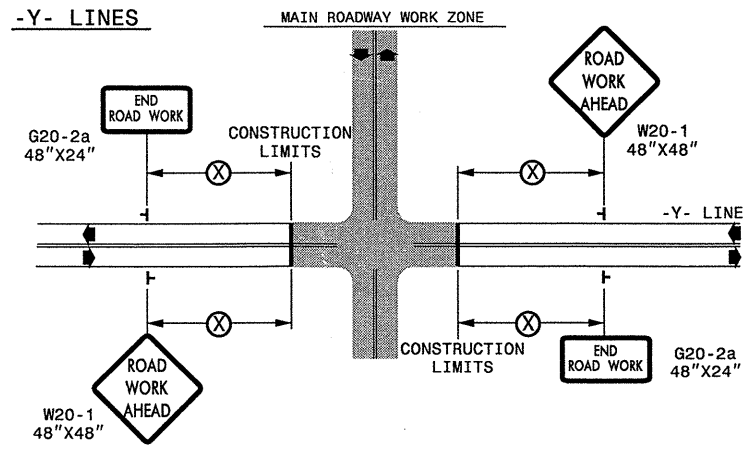 -Y- LINES
MAIN ROADWAY WORK ZONE
END
ROAD WORK
G20-2a
48"X24"
CONSTRUCTION
LIMITS
X
ROAD
WORK
AHEAD
W20-1
48"X48"
X
-Y- LINE
X
ROAD
WORK
AHEAD
W20-1
48"X48"
X
CONSTRUCTION
LIMITS
END
ROAD WORK
G20-2a
48"X24"